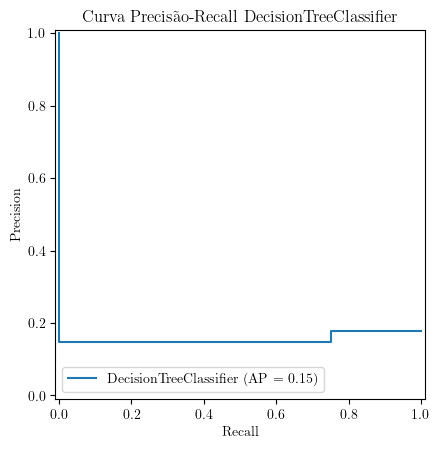 Curva Precisão-Recall DecisionTreeClassifier
1.0
0.8
0.6
0.4
0.2
0.0
Precision
DecisionTreeClassifier (AP = 0.15)
0.0 0.2 0.4 0.6 0.8 1.0
Recall